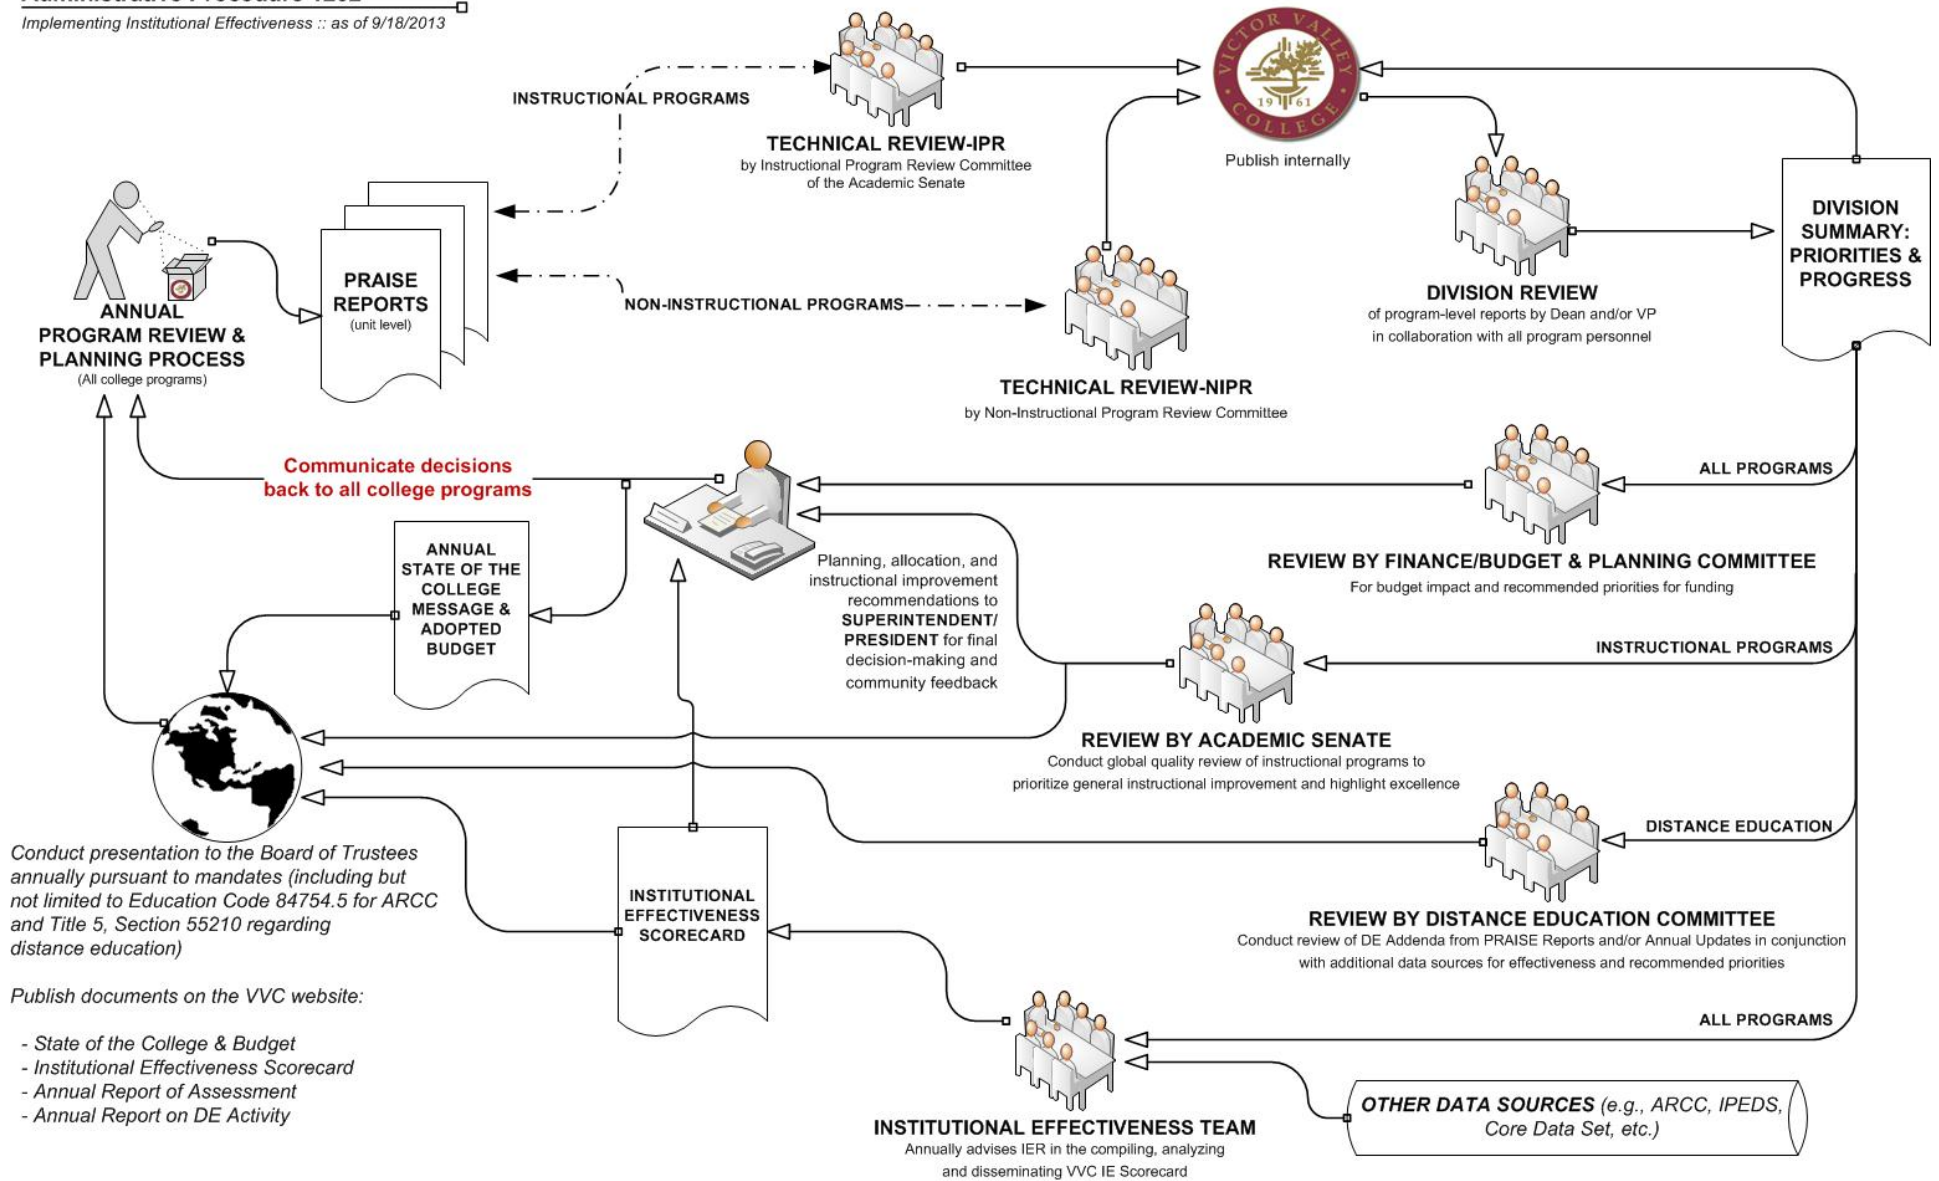 Implementing Institutional Effectiveness :: as of 9/18/2013
INSTRUCTIONAL PROGRAMS
TECHNICAL REVIEW-IPR
by Instructional Program Review Committee
of the Academic Senate
VICTOR VALLEY
COLLEGE
1961
Publish internally
DIVISION
SUMMARY:
PRIORITIES &
PROGRESS
ANNUAL
PROGRAM REVIEW &
PLANNING PROCESS
(All college programs)
PRAISE
REPORTS
(unit level)
NON-INSTRUCTIONAL PROGRAMS
TECHNICAL REVIEW-NIPR
by Non-Instructional Program Review Committee
DIVISION REVIEW
of program-level reports by Dean and/or VP
in collaboration with all program personnel
Communicate decisions
back to all college programs
ALL PROGRAMS
REVIEW BY FINANCE/BUDGET & PLANNING COMMITTEE
For budget impact and recommended priorities for funding
ANNUAL
STATE OF THE
COLLEGE
MESSAGE &
ADOPTED
BUDGET
Planning, allocation, and
instructional improvement
recommendations to
SUPERINTENDENT/
PRESIDENT for final
decision-making and
community feedback
INSTRUCTIONAL PROGRAMS
REVIEW BY ACADEMIC SENATE
Conduct global quality review of instructional programs to
prioritize general instructional improvement and highlight excellence
DISTANCE EDUCATION
REVIEW BY DISTANCE EDUCATION COMMITTEE
Conduct review of DE Addenda from PRAISE Reports and/or Annual Updates in conjunction
with additional data sources for effectiveness and recommended priorities
Conduct presentation to the Board of Trustees
annually pursuant to mandates (including but
not limited to Education Code 84754.5 for ARCC
and Title 5, Section 55210 regarding
distance education)
Publish documents on the VVC website:
- State of the College & Budget
- Institutional Effectiveness Scorecard
- Annual Report of Assessment
- Annual Report on DE Activity
INSTITUTIONAL
EFFECTIVENESS
SCORECARD
ALL PROGRAMS
INSTITUTIONAL EFFECTIVENESS TEAM
Annually advises IER in the compiling, analyzing
and disseminating VVC IE Scorecard
OTHER DATA SOURCES (e.g., ARCC, IPEDS,
Core Data Set, etc.)